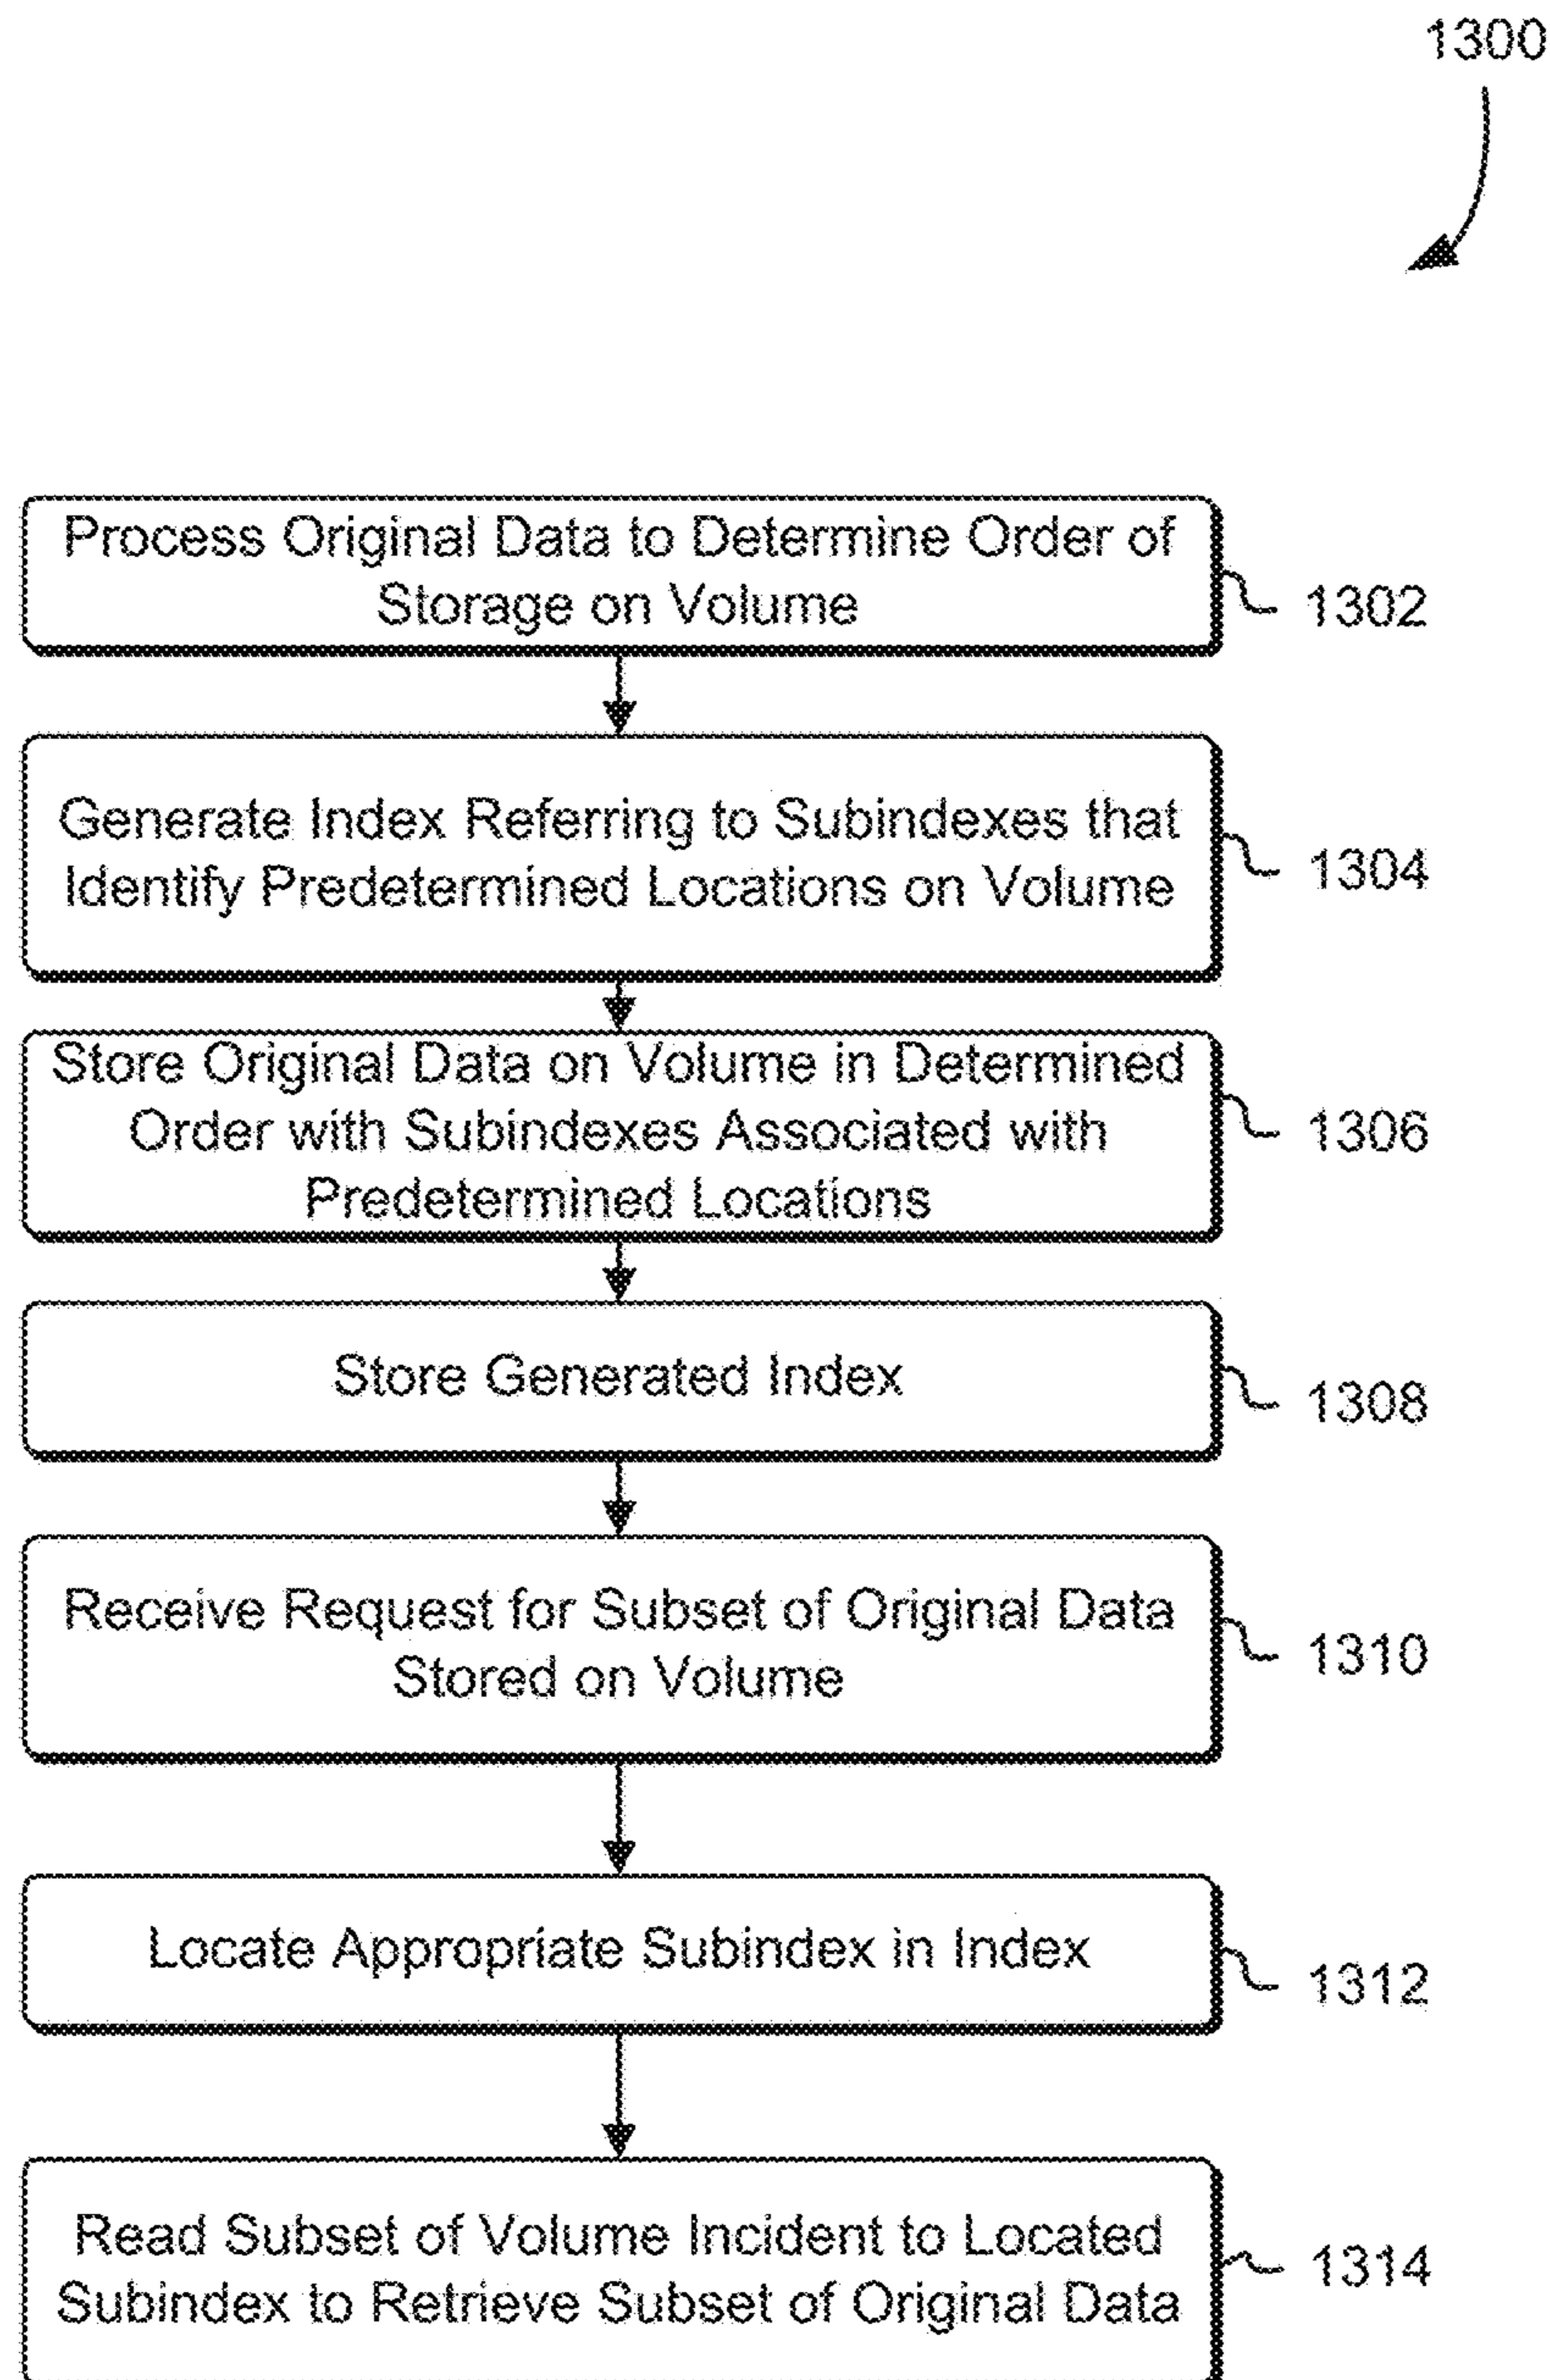 1300
Process Original Data to Determine Order of
Storage on Volume
1302
Generate Index Referring to Subindexes that
Identify Predetermined Locations on Volume
1304
Store Original Data on Volume in Determined
Order with Subindexes Associated with
Predetermined Locations
1306
Store Generated Index
1308
Receive Request for Subset of Original Data
Stored on Volume
1310
Locate Appropriate Subindex in Index
1312
Read Subset of Volume Incident to Located
Subindex to Retrieve Subset of Original Data
1314